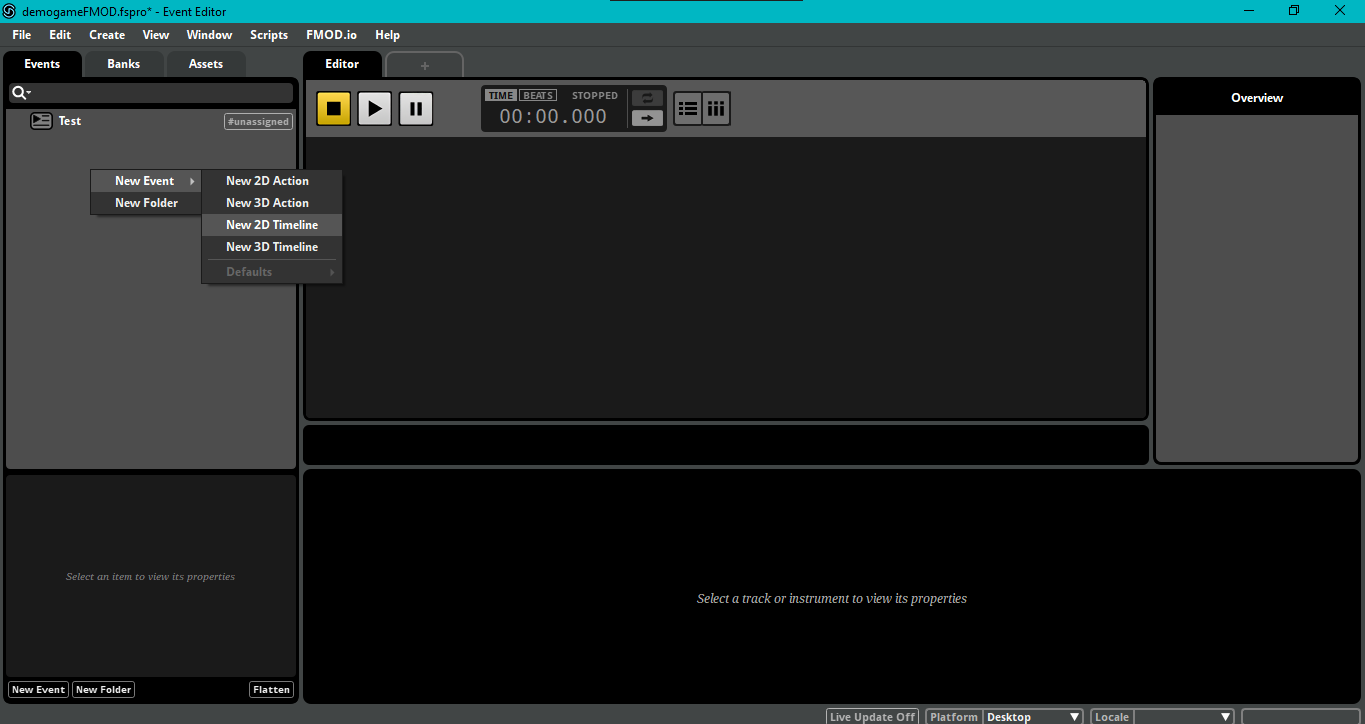 demogameFMOD.fspro* - Event Editor
File Edit Create View Window Scripts FMOD.io Help
Events Banks Assets
Editor +
TIME BEATS STOPPED
00:00.000
Overview
Test #unassigned
New Event
New Folder
New 2D Action
New 3D Action
New 2D Timeline
New 3D Timeline
Defaults
Select an item to view its properties
Select a track or instrument to view its properties
New Event New Folder Flatten
Live Update Off Platform Desktop Locale